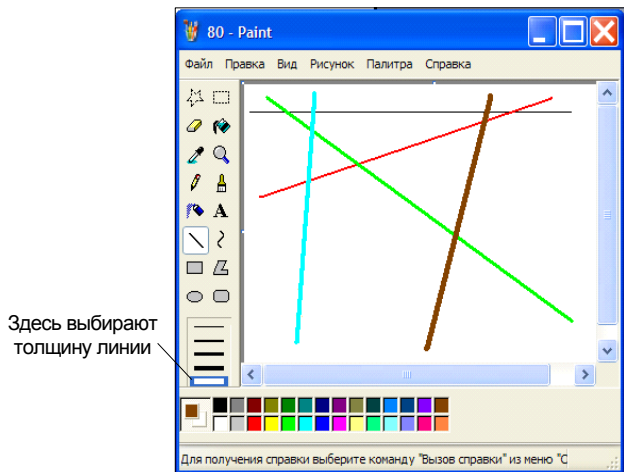 80 - Paint
Файл Правка Вид Рисунок Палитра Справка
A
Здесь выбирают
толщину линии
Для получения справки выберите команду "Вызов справки" из меню "С